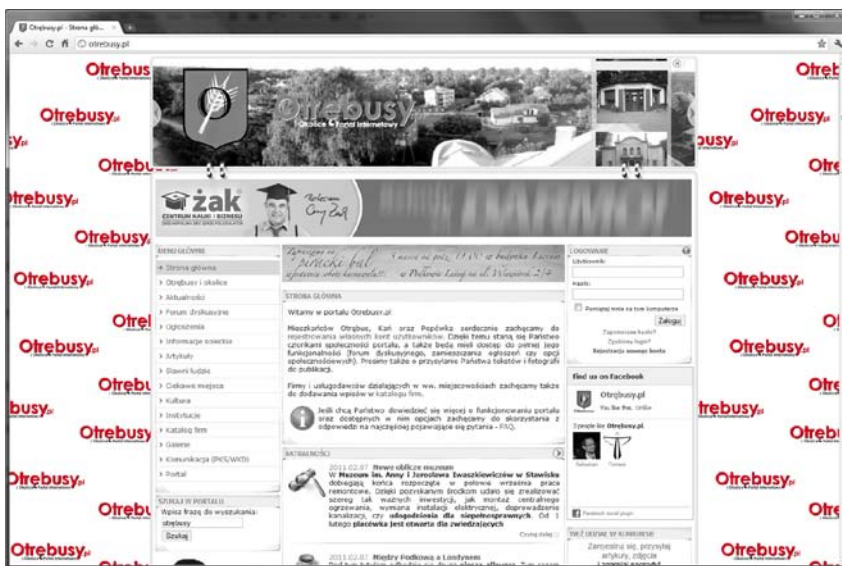 Otrębusy.pl - Strona głó...
otrebusy.pl
Otrębusy
Okolice Portal Internetowy
żak
CENTRUM NAUKI I BIZNESU
MENU GŁÓWNE
Strona główna
Otrębusy i okolice
Aktualności
Forum dyskusyjne
Ogłoszenia
Informacje sołeckie
Artykuły
Sławni ludzie
Ciekawe miejsca
Kultura
Instytucje
Katalog firm
Galerie
Komunikacja (PKS/WKD)
Portal
SZUKAJ W PORTALU
Wpisz frazę do wyszukania:
otrębusy
Szukaj
piracki bal
STRONA GŁÓWNA
Witamy w portalu Otrebusy.pl
Mieszkańców Otrębus, Kań oraz Popówka serdecznie zachęcamy do
rejestrowania własnych kont użytkowników. Dzięki temu staną się Państwo
członkami społeczności portalu, a także będą mieli dostęp do pełnej jego
funkcjonalności (forum dyskusyjnego, zamieszczania ogłoszeń czy opcji
społecznościowych). Prosimy także o przysyłanie Państwa tekstów i fotografii
do publikacji.
Firmy i usługodawców działających w ww. miejscowościach zachęcamy także
do dodawania wpisów w katalogu firm.
Jeśli chcą Państwo dowiedzieć się więcej o funkcjonowaniu portalu
oraz dostępnych w nim opcjach zachęcamy do skorzystania z
odpowiedzi na najczęściej pojawiające się pytania - FAQ.
AKTUALNOŚCI
2011.02.07 Nowe oblicze muzeum
W Muzeum im. Anny i Jarosława Iwaszkiewiczów w Stawisku
dobiegają końca rozpoczęte w połowie września prace
remontowe. Dzięki pozyskanym środkom udało się zrealizować
szereg tak ważnych inwestycji, jak montaż centralnego
ogrzewania, wymiana instalacji elektrycznej, doprowadzenie
kanalizacji, czy udogodnienia dla niepełnosprawnych. Od 1
lutego placówka jest otwarta dla zwiedzających
Czytaj dalej
2011.02.07 Między Podkową a Londynem
LOGOWANIE
Użytkownik:
Hasło:
Pamiętaj mnie na tym komputerze
Zaloguj
Zapomniane hasło?
Zgubiony login?
Rejestracja nowego konta
Find us on Facebook
Otrębusy.pl
You like this. Unlike
2 people like Otrębusy.pl
Sebastian Tomasz
Facebook social plugin
WEŹ UDZIAŁ W KONKURSIE
Zarejestruj się, przysyłaj
artykuły, zdjęcia